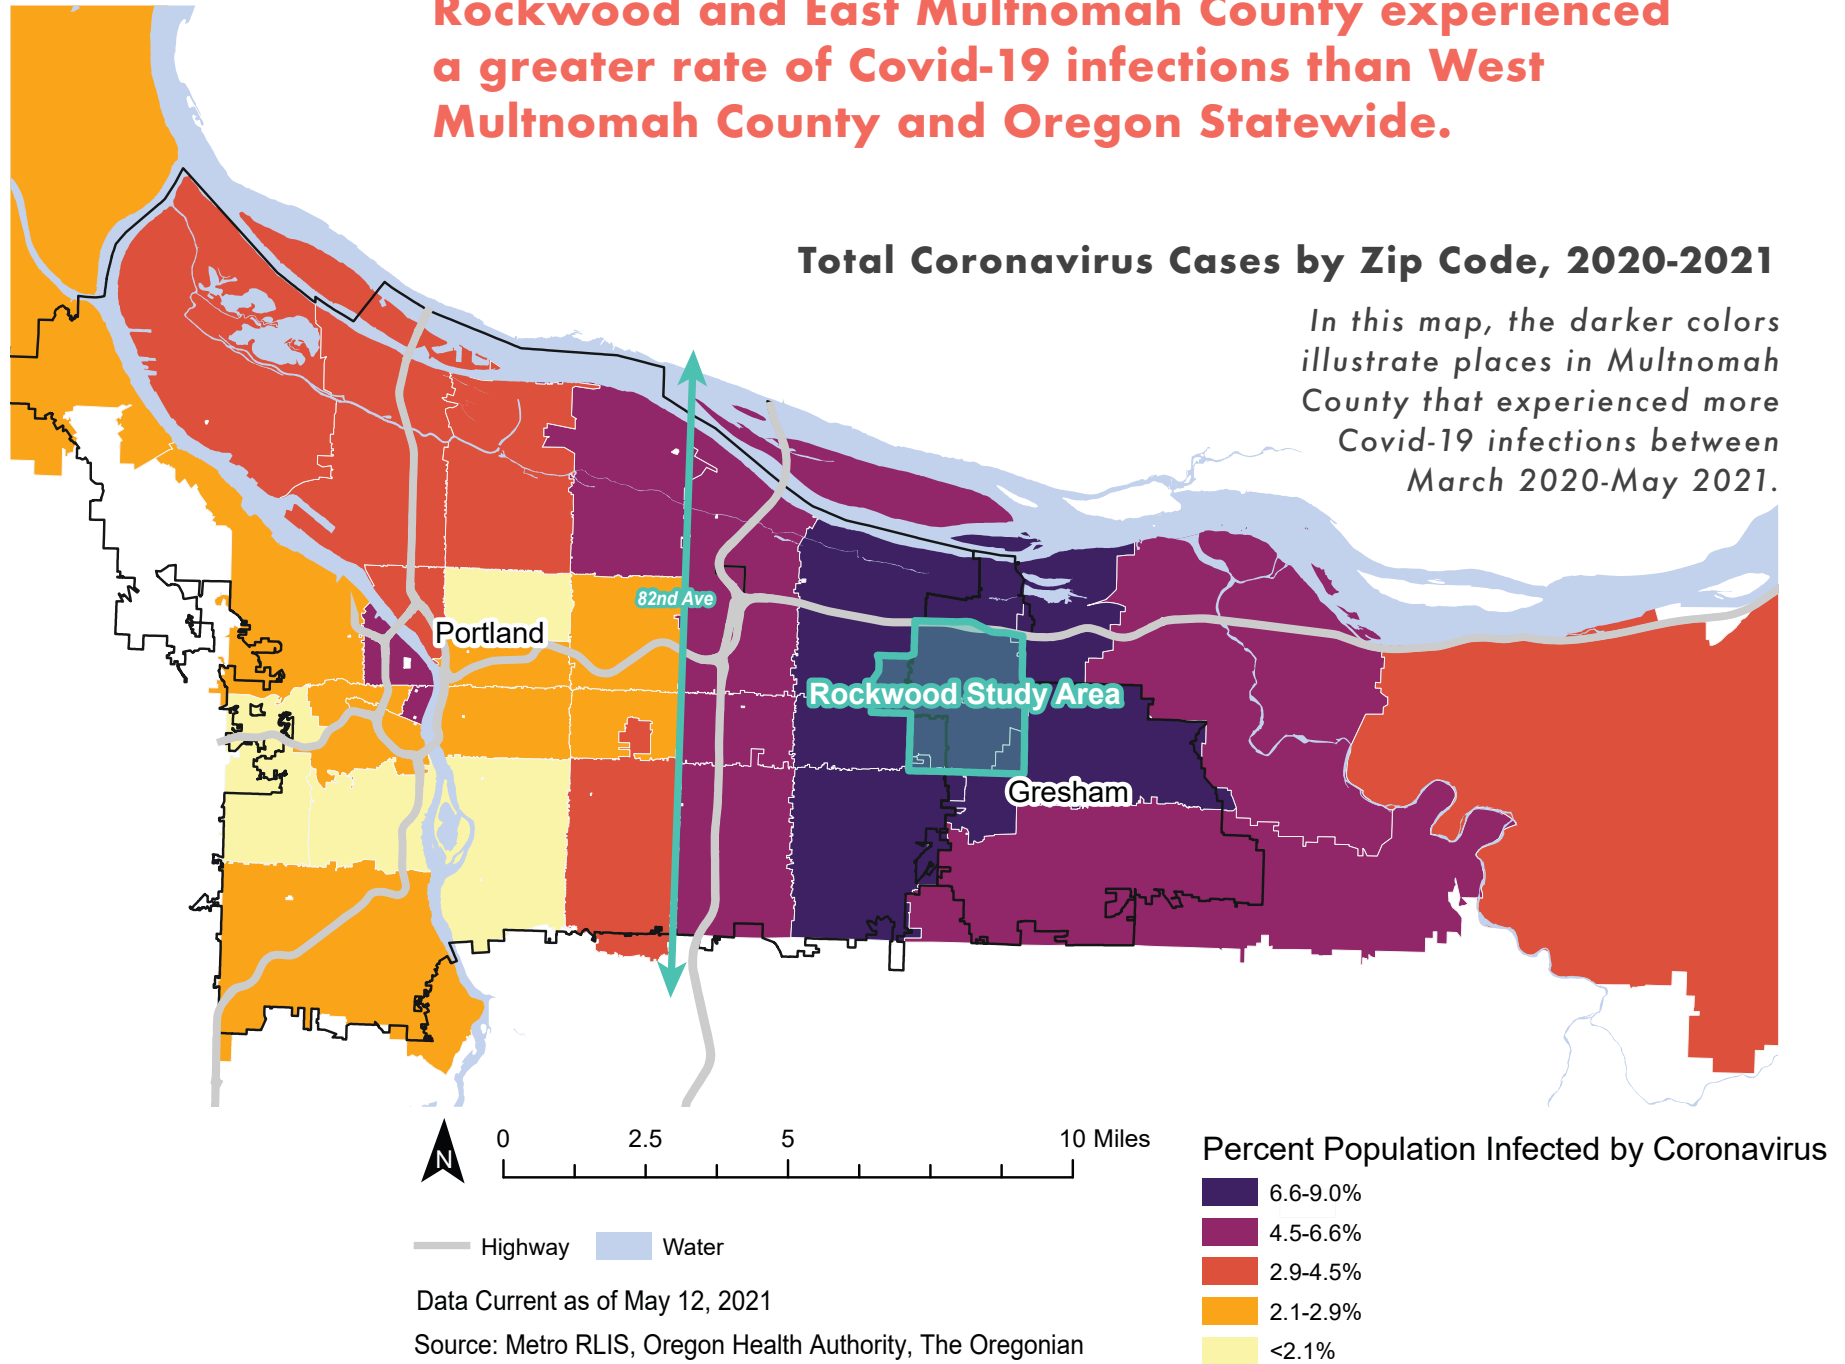 Rockwood and East Multnomah County experienced
a greater rate of Covid-19 infections than West
Multnomah County and Oregon Statewide.
Total Coronavirus Cases by Zip Code, 2020-2021
In this map, the darker colors
illustrate places in Multnomah
County that experienced more
Covid-19 infections between
March 2020-May 2021.
82nd Ave
Portland
Rockwood Study Area
Gresham
N
0 2.5 5 10 Miles
Highway Water
Data Current as of May 12, 2021
Source: Metro RLIS, Oregon Health Authority, The Oregonian
Percent Population Infected by Coronavirus
6.6-9.0%
4.5-6.6%
2.9-4.5%
2.1-2.9%
<2.1%